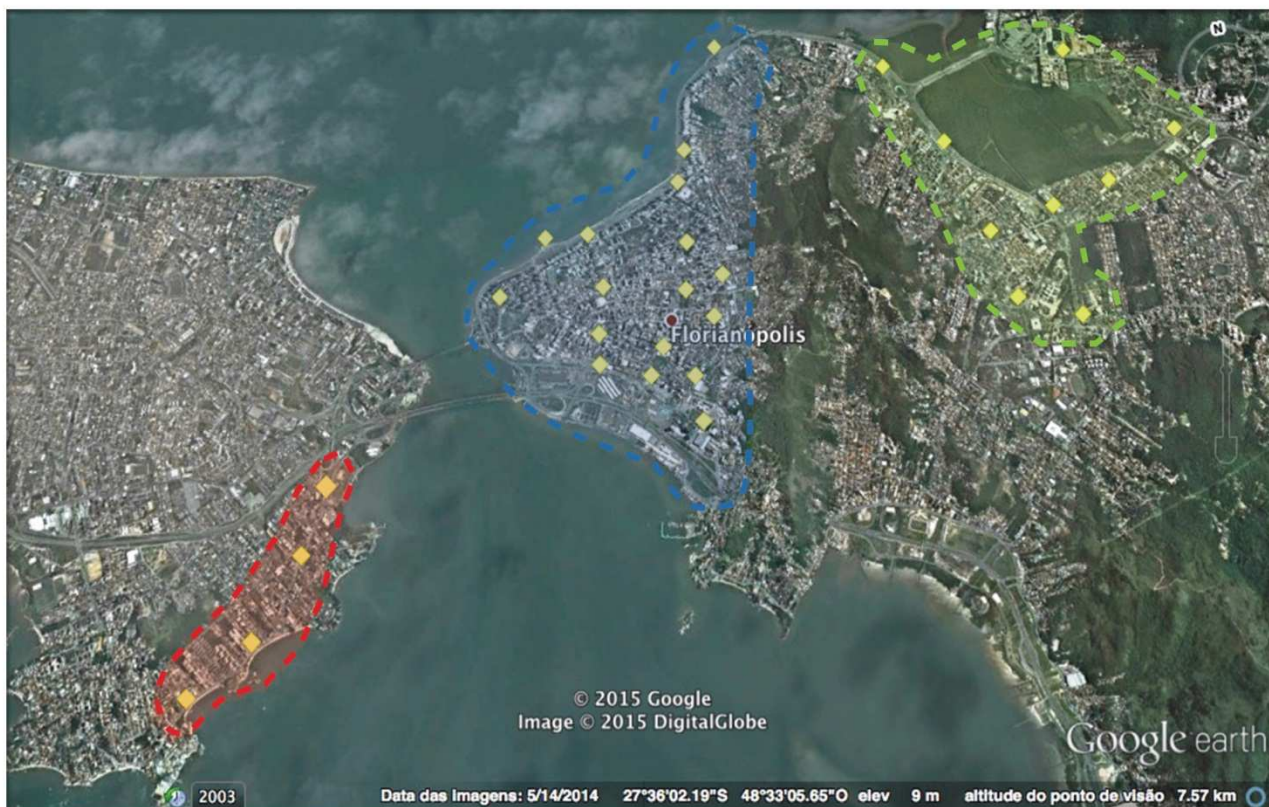 N
Florianópolis
© 2015 Google
Image © 2015 DigitalGlobe
Google earth
2003
Data das imagens: 5/14/2014 27°36'02.19"S 48°33'05.65"O elev 9 m altitude do ponto de visão 7.57 km